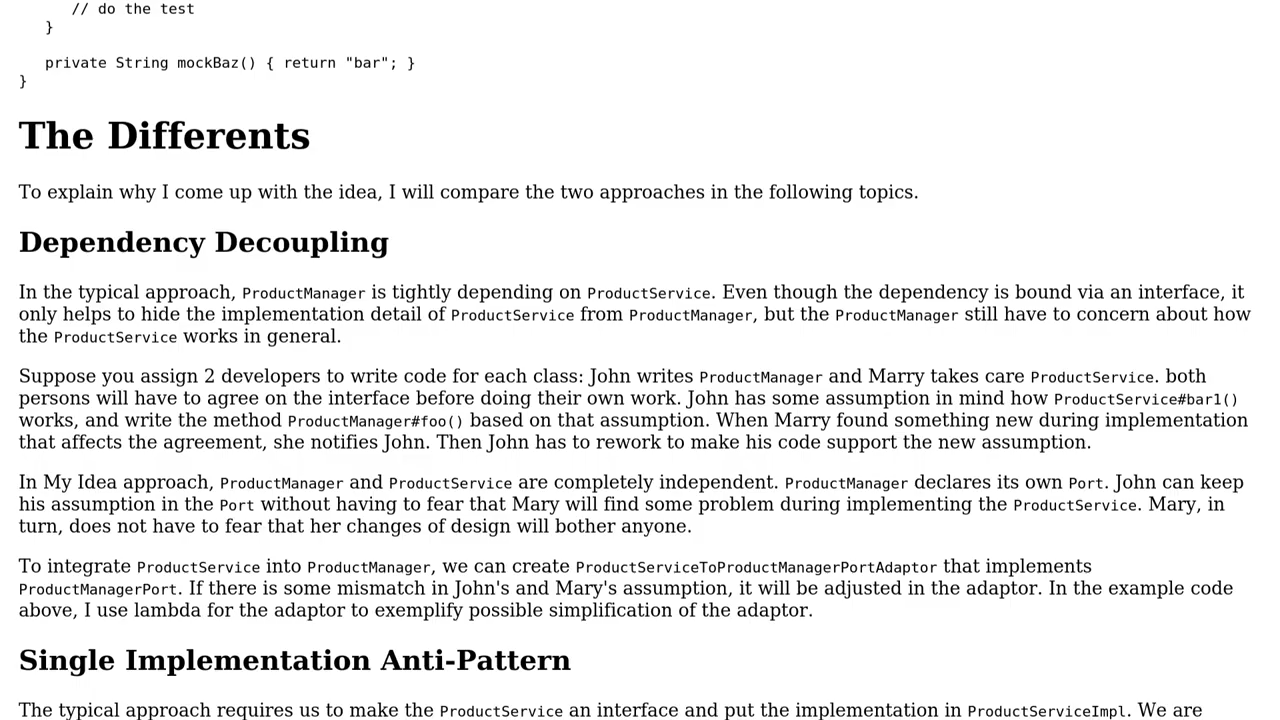 // do the test
}
private String mockBaz() { return "bar"; }
}
The Differents
To explain why I come up with the idea, I will compare the two approaches in the following topics.
Dependency Decoupling
In the typical approach, ProductManager is tightly depending on ProductService. Even though the dependency is bound via an interface, it
only helps to hide the implementation detail of ProductService from ProductManager, but the ProductManager still have to concern about how
the ProductService works in general.
Suppose you assign 2 developers to write code for each class: John writes ProductManager and Marry takes care ProductService. both
persons will have to agree on the interface before doing their own work. John has some assumption in mind how ProductService#bar1()
works, and write the method ProductManager#foo() based on that assumption. When Marry found something new during implementation
that affects the agreement, she notifies John. Then John has to rework to make his code support the new assumption.
In My Idea approach, ProductManager and ProductService are completely independent. ProductManager declares its own Port. John can keep
his assumption in the Port without having to fear that Mary will find some problem during implementing the ProductService. Mary, in
turn, does not have to fear that her changes of design will bother anyone.
To integrate ProductService into ProductManager, we can create ProductServiceToProductManagerPortAdaptor that implements
ProductManagerPort. If there is some mismatch in John's and Mary's assumption, it will be adjusted in the adaptor. In the example code
above, I use lambda for the adaptor to exemplify possible simplification of the adaptor.
Single Implementation Anti-Pattern
The typical approach requires us to make the ProductService an interface and put the implementation in ProductServiceImpl. We are